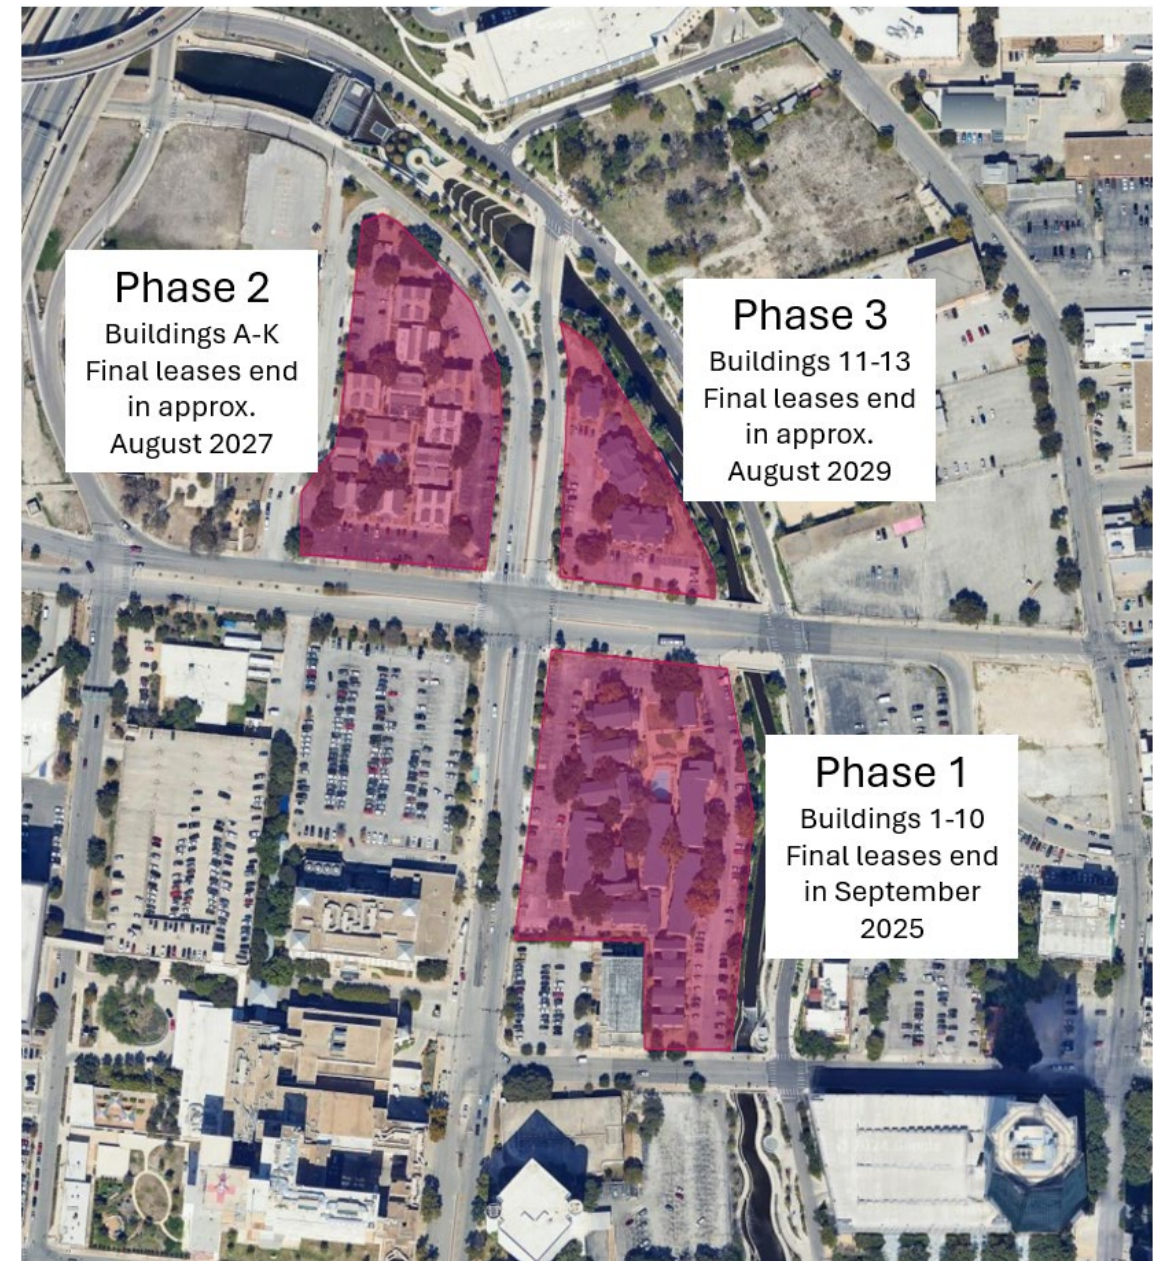 Phase 2
Buildings A-K
Final leases end
in approx.
August 2027
Phase 3
Buildings 11-13
Final leases end
in approx.
August 2029
Phase 1
Buildings 1-10
Final leases end
in September
2025